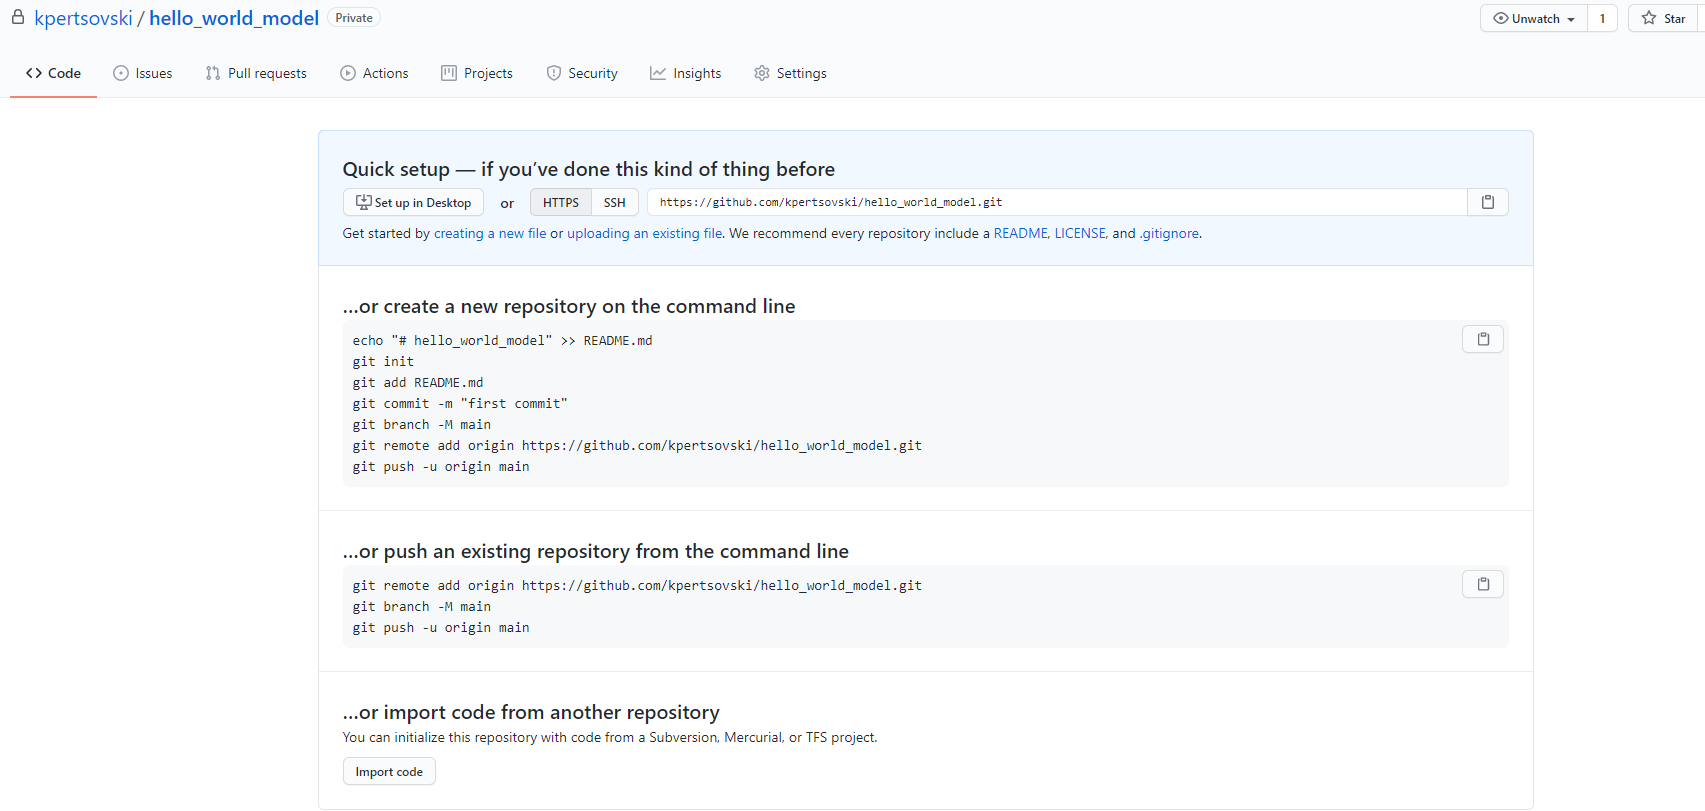 kpertsovski / hello_world_model Private
Unwatch 1 Star
Code Issues Pull requests Actions Projects Security Insights Settings
Quick setup — if you’ve done this kind of thing before
Set up in Desktop or HTTPS SSH https://github.com/kpertsovski/hello_world_model.git
Get started by creating a new file or uploading an existing file. We recommend every repository include a README, LICENSE, and .gitignore.
…or create a new repository on the command line
echo "# hello_world_model" >> README.md
git init
git add README.md
git commit -m "first commit"
git branch -M main
git remote add origin https://github.com/kpertsovski/hello_world_model.git
git push -u origin main
…or push an existing repository from the command line
git remote add origin https://github.com/kpertsovski/hello_world_model.git
git branch -M main
git push -u origin main
…or import code from another repository
You can initialize this repository with code from a Subversion, Mercurial, or TFS project.
Import code